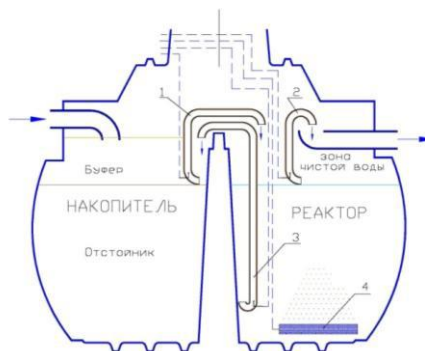 1
2
Буфер
зона
чистой воды
НАКОПИТЕЛЬ
РЕАКТОР
Отстойник
3
4